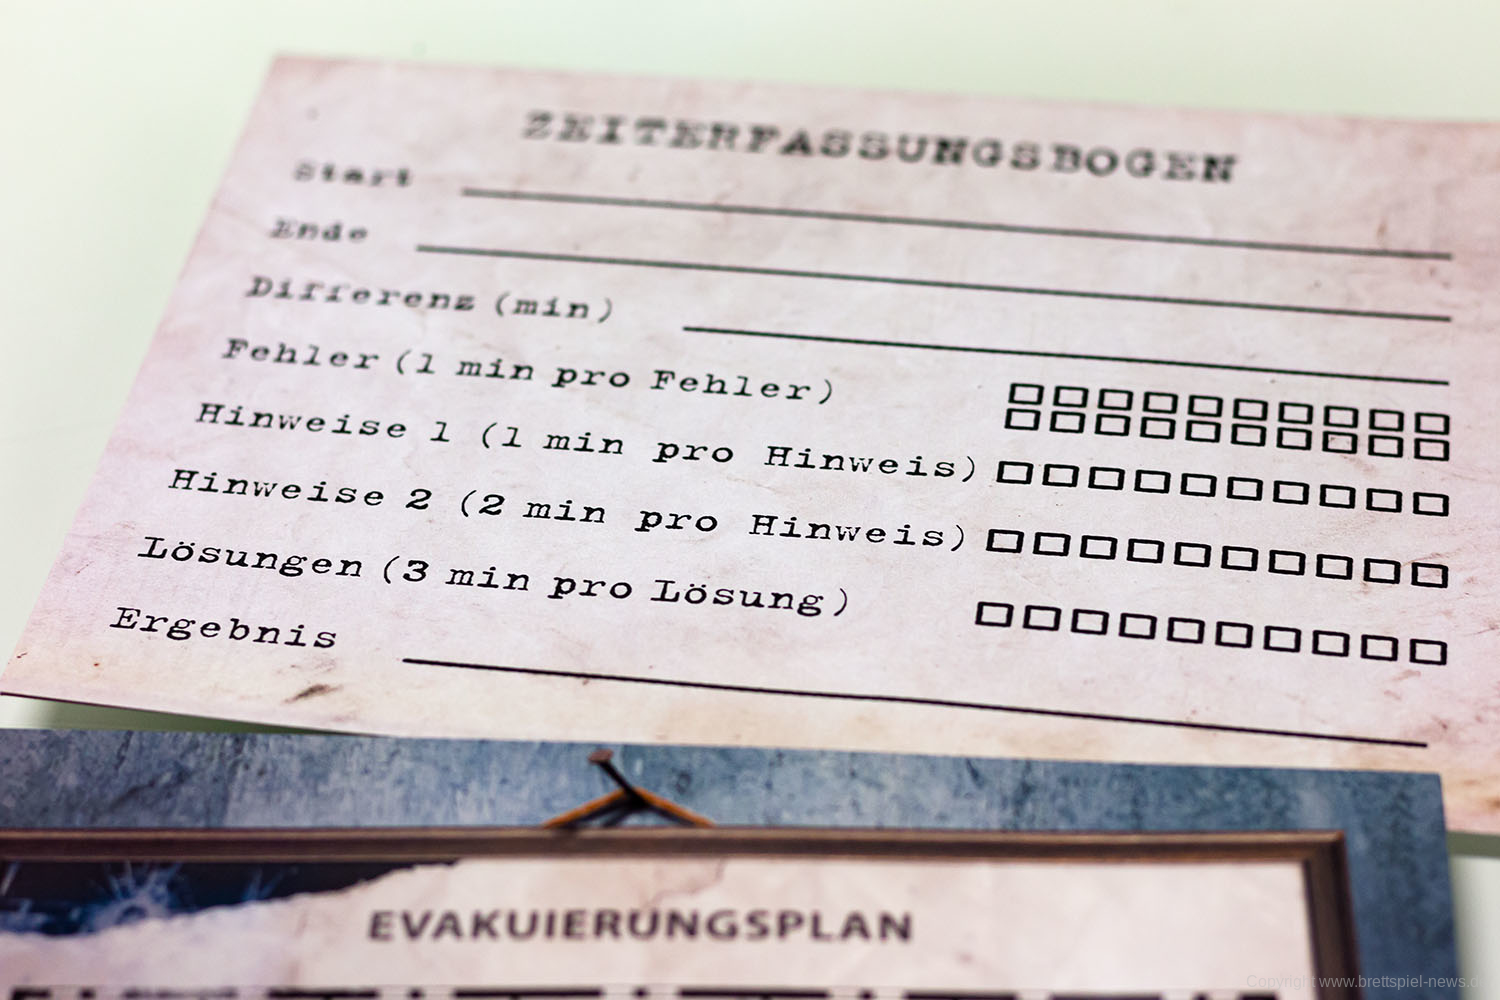 ZEITERFASSUNGSBOGEN
Start
Ende
Differenz (min)
Fehler (1 min pro Fehler)
Hinweise 1 (1 min pro Hinweis)
Hinweise 2 (2 min pro Hinweis)
Lösungen (3 min pro Lösung)
Ergebnis
EVAKUIERUNGSPLAN
Copyright www.brettspiel-news.de